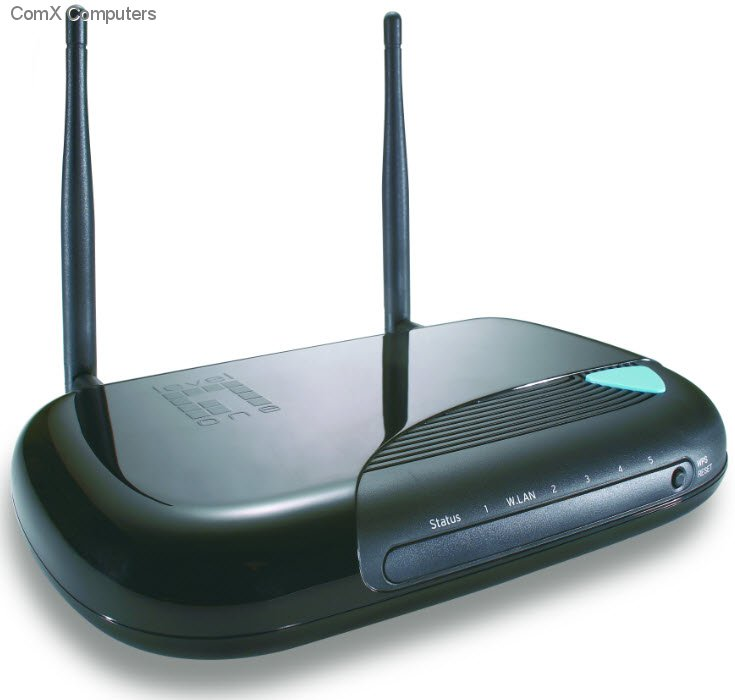 ComX Computers
Status 1 W.LAN 2 3 4 5
WPS
RESET